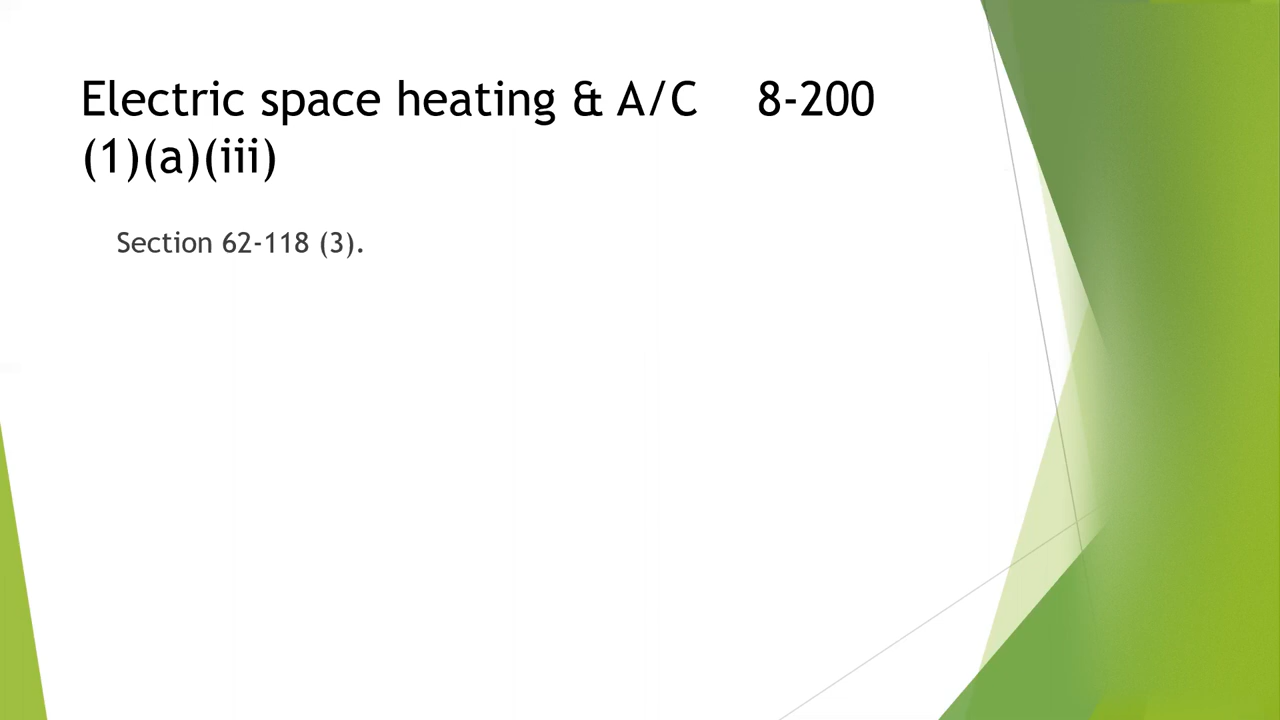 Electric space heating & A/C 8-200
(1)(a)(iii)
Section 62-118 (3).